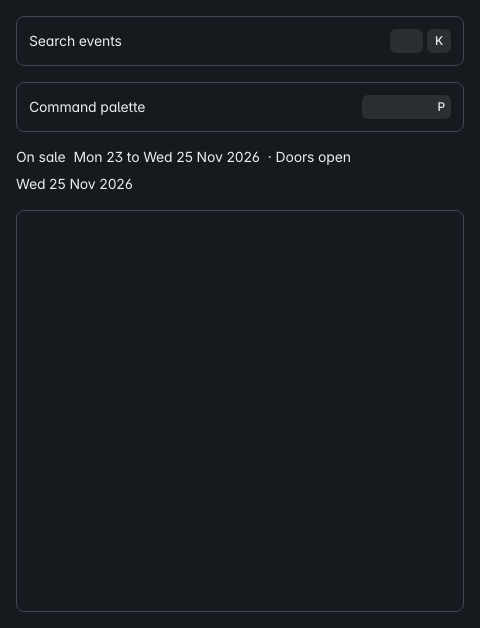 Search events K
Command palette P
On sale Mon 23 to Wed 25 Nov 2026 · Doors open
Wed 25 Nov 2026